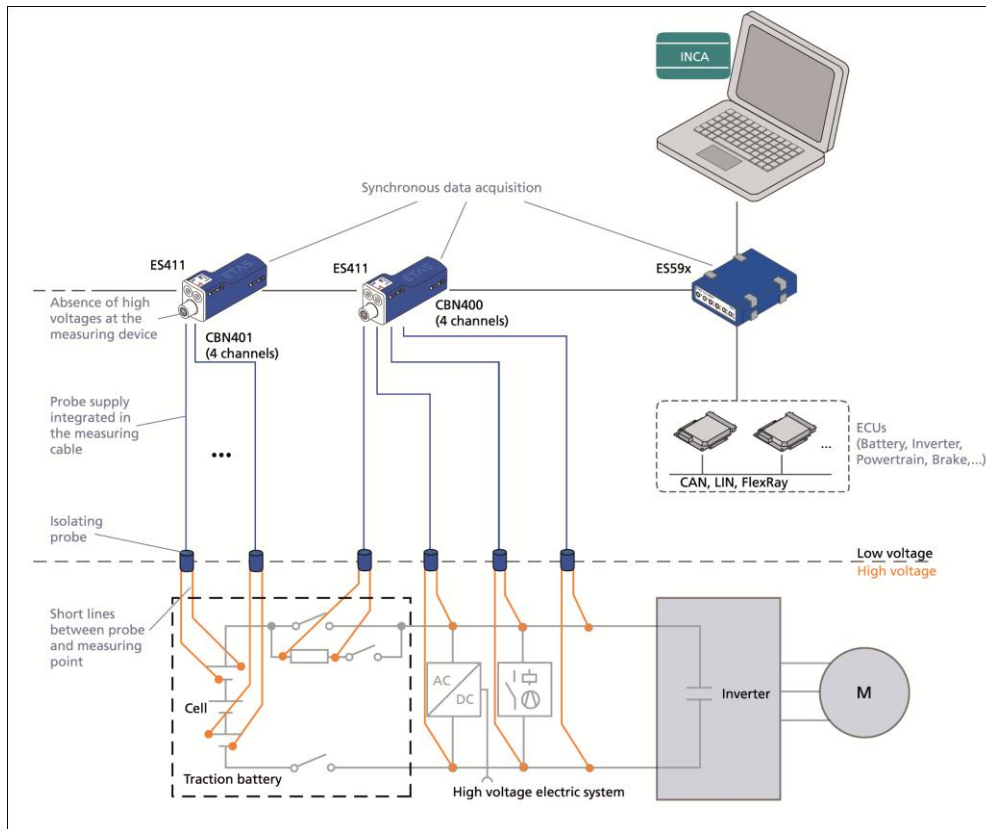 INCA
Synchronous data acquisition
ES411
ES411
ES59x
ETAS
ETAS
Absence of high
voltages at the
measuring device
CBN401
(4 channels)
CBN400
(4 channels)
Probe supply
integrated in
the measuring
cable
...
ECUs
(Battery, Inverter,
Powertrain, Brake,...)
...
CAN, LIN, FlexRay
Isolating
probe
Low voltage
High voltage
Short lines
between probe
and measuring
point
AC
DC
Cell
Inverter
M
Traction battery
High voltage electric system